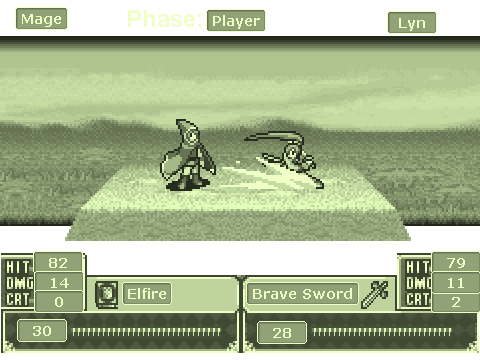 Mage
Phase: Player
Lyn
HIT 82
DMG 14
CRT 0
Elfire
30
HIT 79
DMG 11
CRT 2
Brave Sword
28